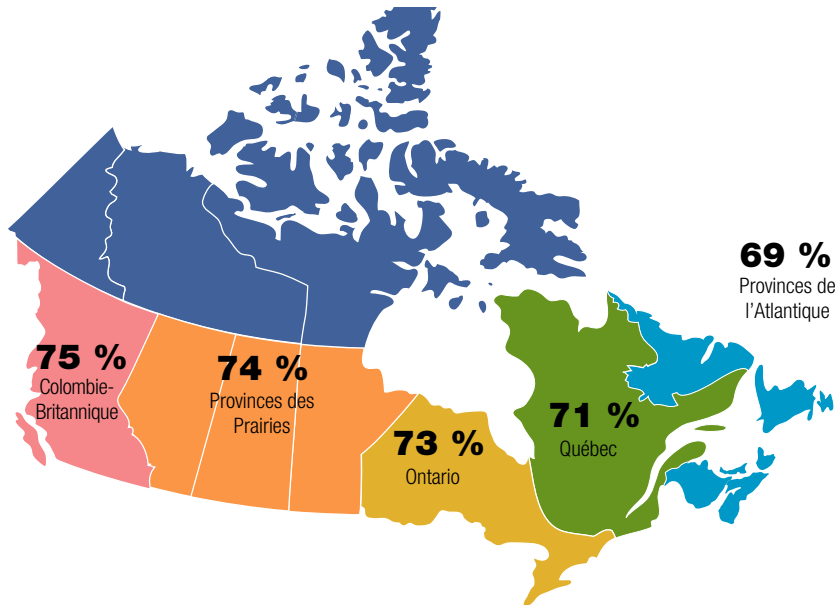 69 %
Provinces de
l'Atlantique
75 %
Colombie-
Britannique
74 %
Provinces des
Prairies
73 %
Ontario
71 %
Québec